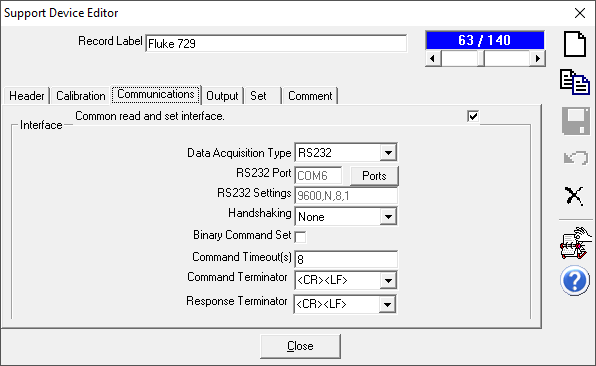 Support Device Editor
Record Label Fluke 729
63 / 140
Header Calibration Communications Output Set Comment
Common read and set interface.
Interface
Data Acquisition Type RS232
RS232 Port COM6 Ports
RS232 Settings 9600,N,8,1
Handshaking None
Binary Command Set
Command Timeout(s) 8
Command Terminator <CR><LF>
Response Terminator <CR><LF>
Close